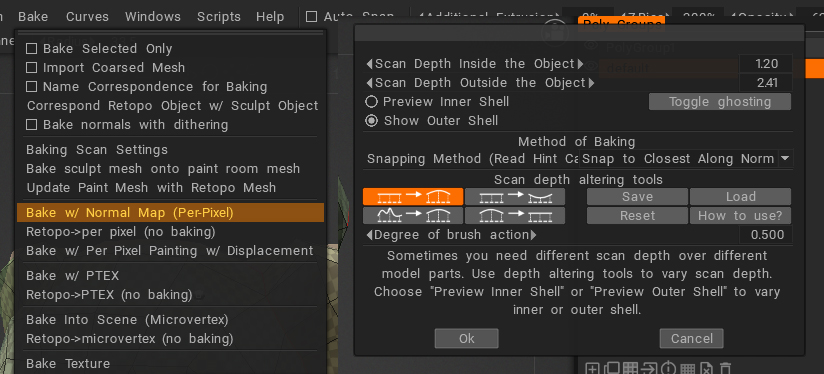 Bake Curves Windows Scripts Help Auto Snap Additional Extrusion 0% 200% Opacity
Bake Selected Only
Import Coarsed Mesh
Name Correspondence for Baking
Correspond Retopo Object w/ Sculpt Object
Bake normals with dithering
Baking Scan Settings
Bake sculpt mesh onto paint room mesh
Update Paint Mesh with Retopo Mesh
Bake w/ Normal Map (Per-Pixel)
Retopo->per pixel (no baking)
Bake w/ Per Pixel Painting w/ Displacement
Bake w/ PTEX
Retopo->PTEX (no baking)
Bake Into Scene (Microvertex)
Retopo->microvertex (no baking)
Bake Texture
Poly Groups
Scan Depth Inside the Object 1.20
Scan Depth Outside the Object 2.41
Preview Inner Shell Toggle ghosting
Show Outer Shell
Method of Baking
Snapping Method (Read Hint Ca Snap to Closest Along Norm
Scan depth altering tools
Save Load
Reset How to use?
Degree of brush action 0.500
Sometimes you need different scan depth over different
model parts. Use depth altering tools to vary scan depth.
Choose "Preview Inner Shell" or "Preview Outer Shell" to vary
inner or outer shell.
Ok Cancel